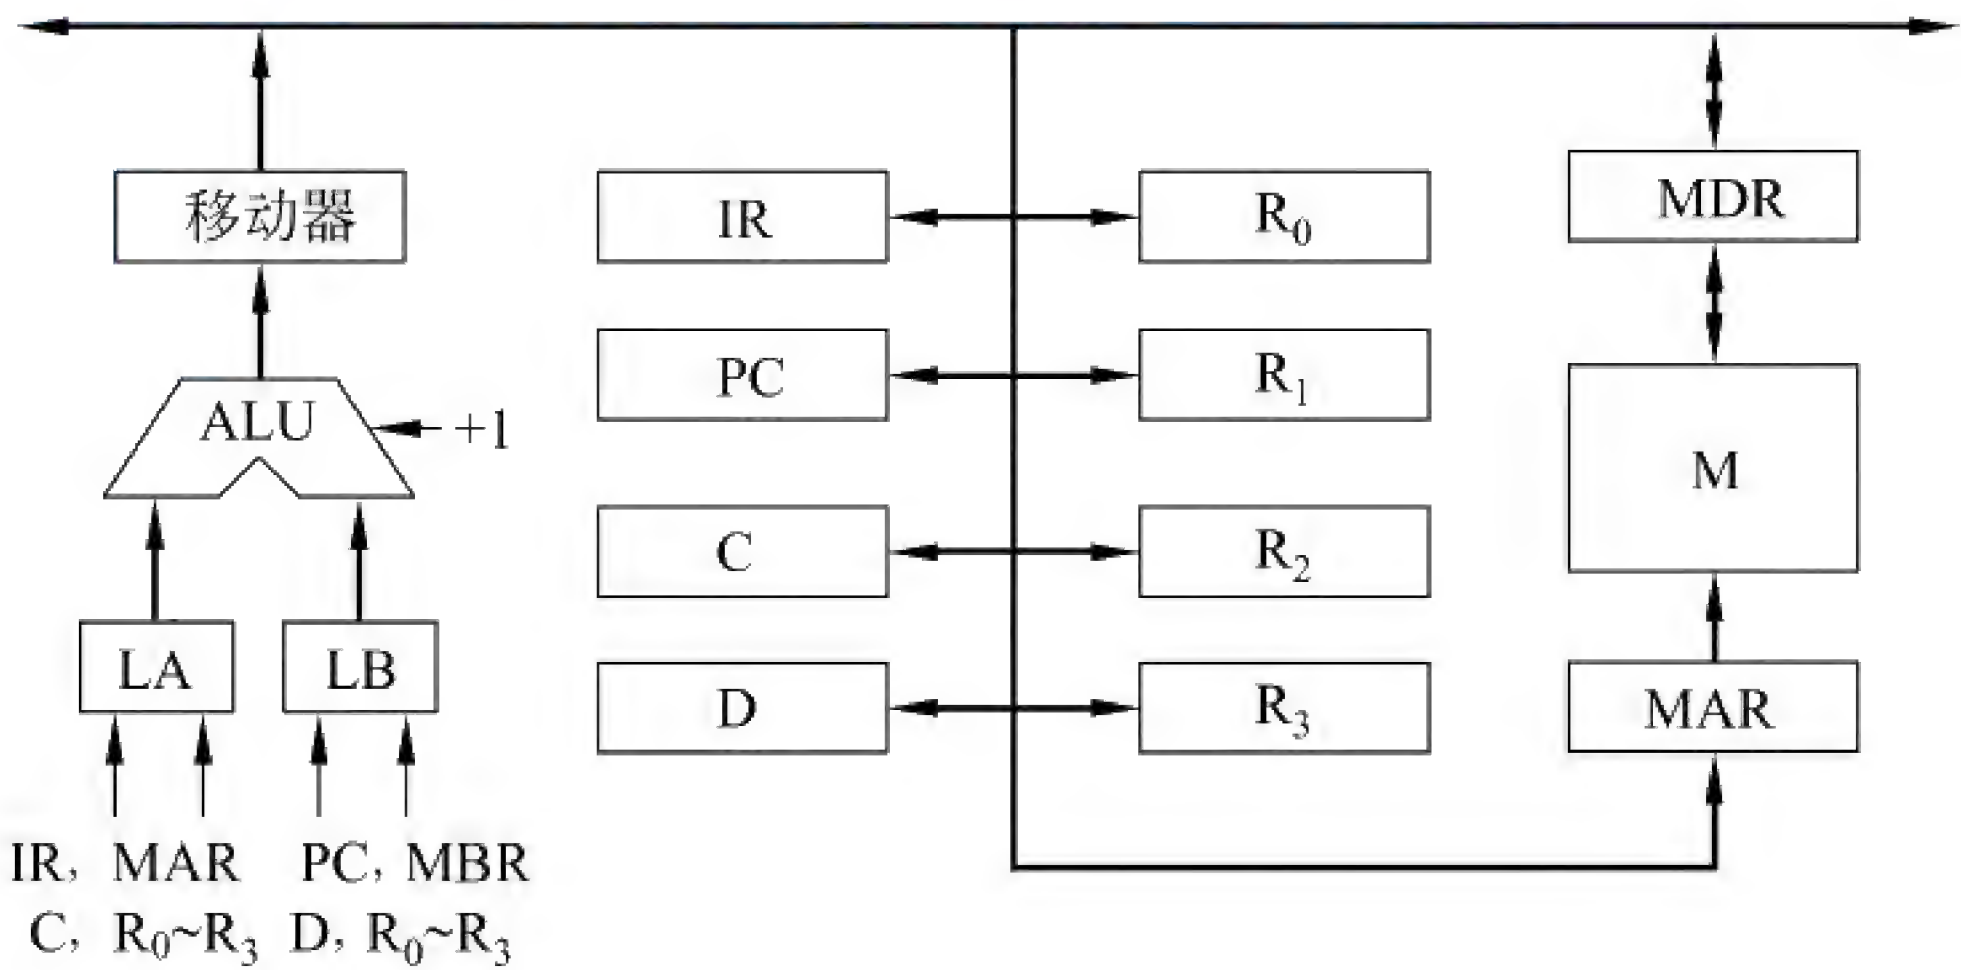 移动器
IR
R₀
MDR
PC
R₁
ALU
+1
M
C
R₂
LA
LB
D
R₃
MAR
IR, MAR PC, MBR
C, R₀~R₃ D, R₀~R₃